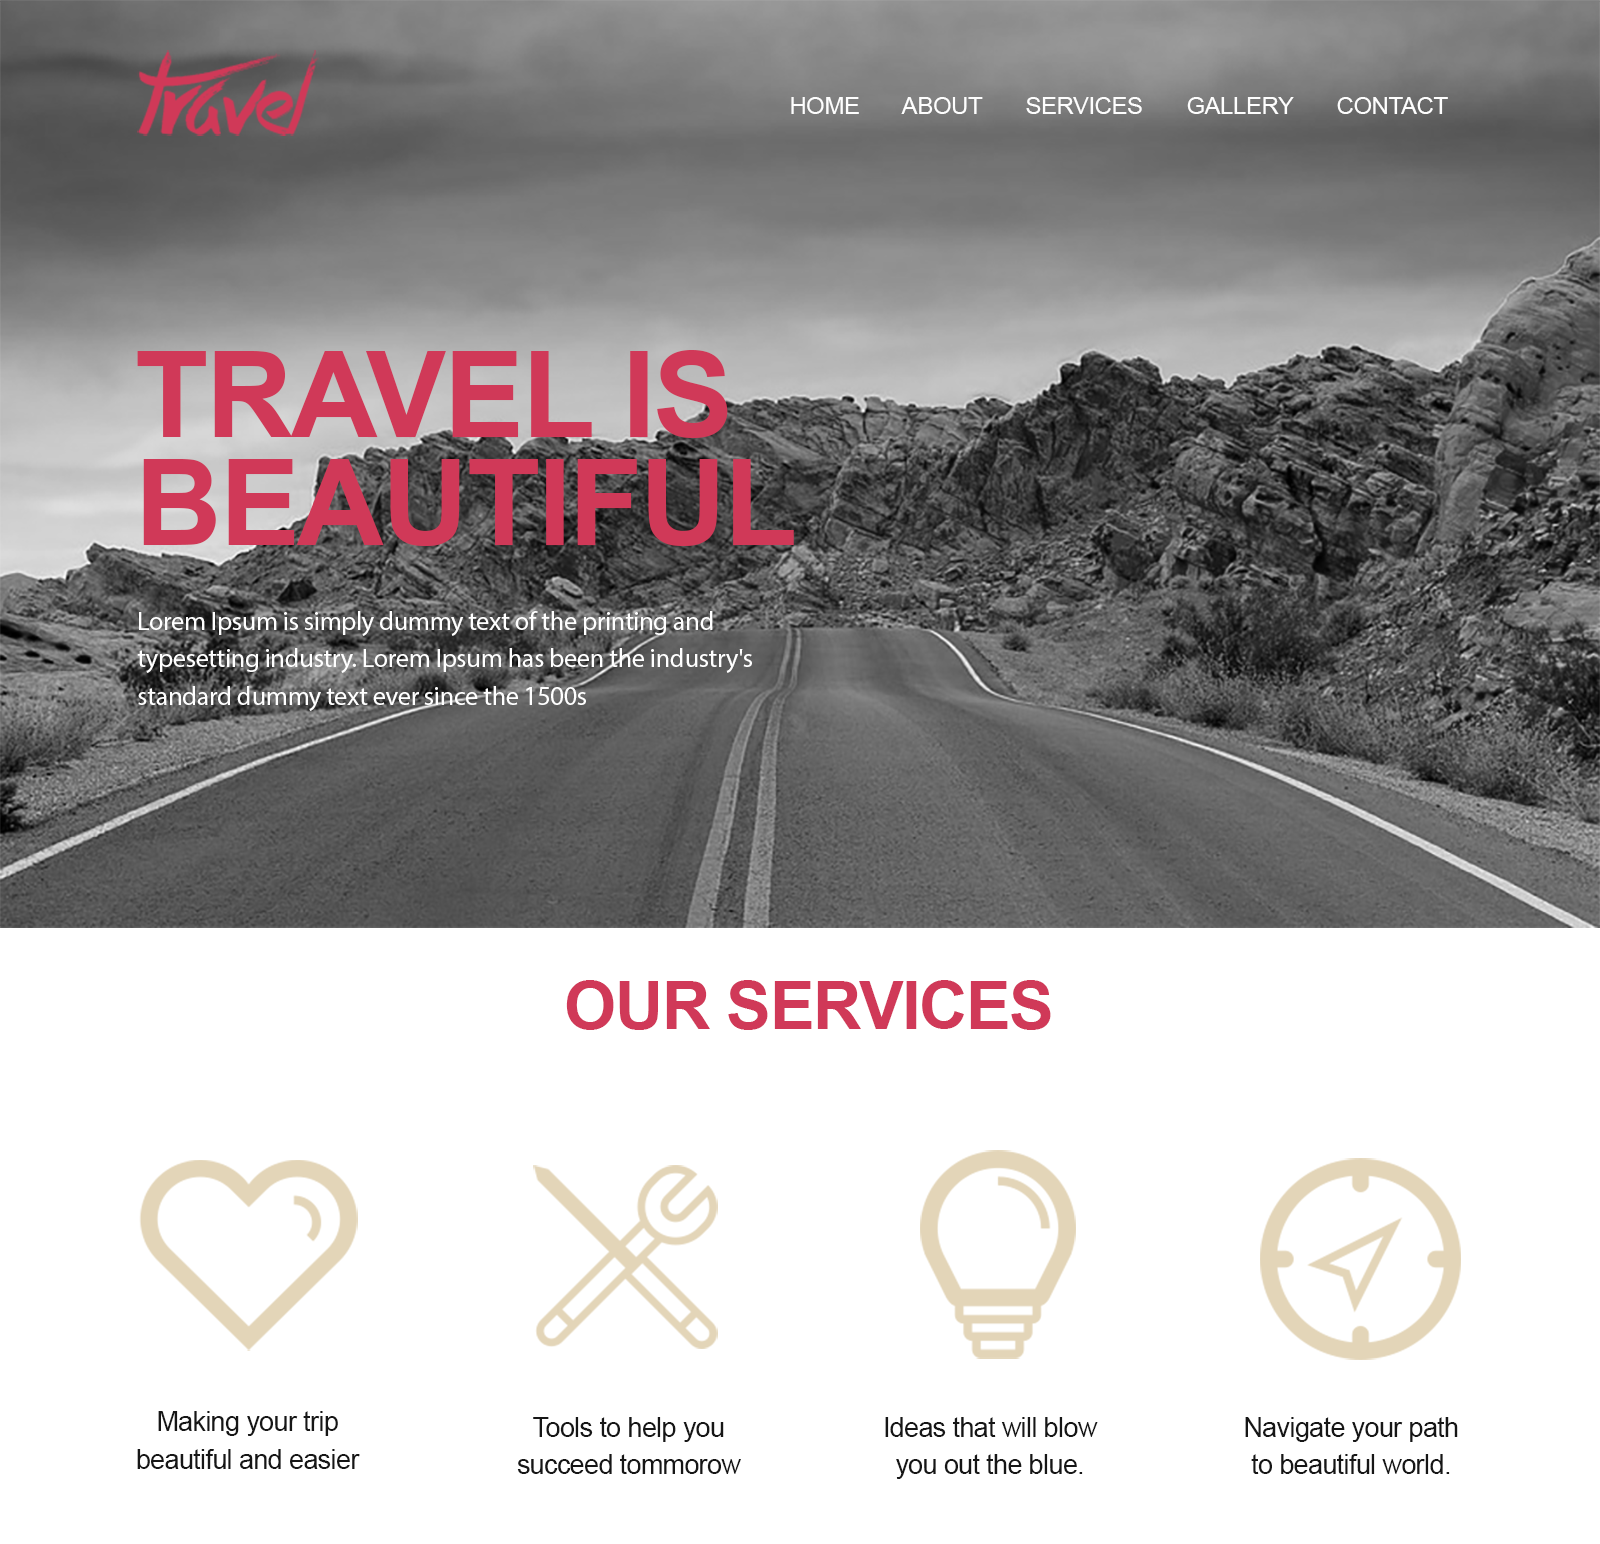 travel
HOME ABOUT SERVICES GALLERY CONTACT
TRAVEL IS
BEAUTIFUL
Lorem Ipsum is simply dummy text of the printing and
typesetting industry. Lorem Ipsum has been the industry's
standard dummy text ever since the 1500s
OUR SERVICES
Making your trip
beautiful and easier
Tools to help you
succeed tommorow
Ideas that will blow
you out the blue.
Navigate your path
to beautiful world.